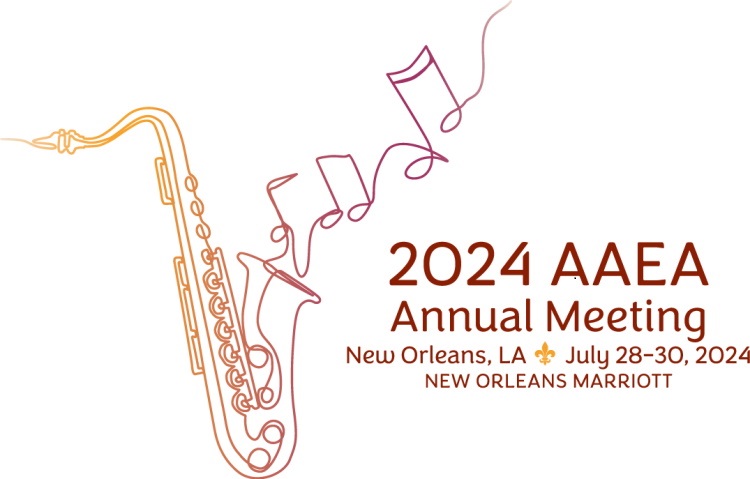 2024 AAEA
Annual Meeting
New Orleans, LA ⚜ July 28-30, 2024
NEW ORLEANS MARRIOTT